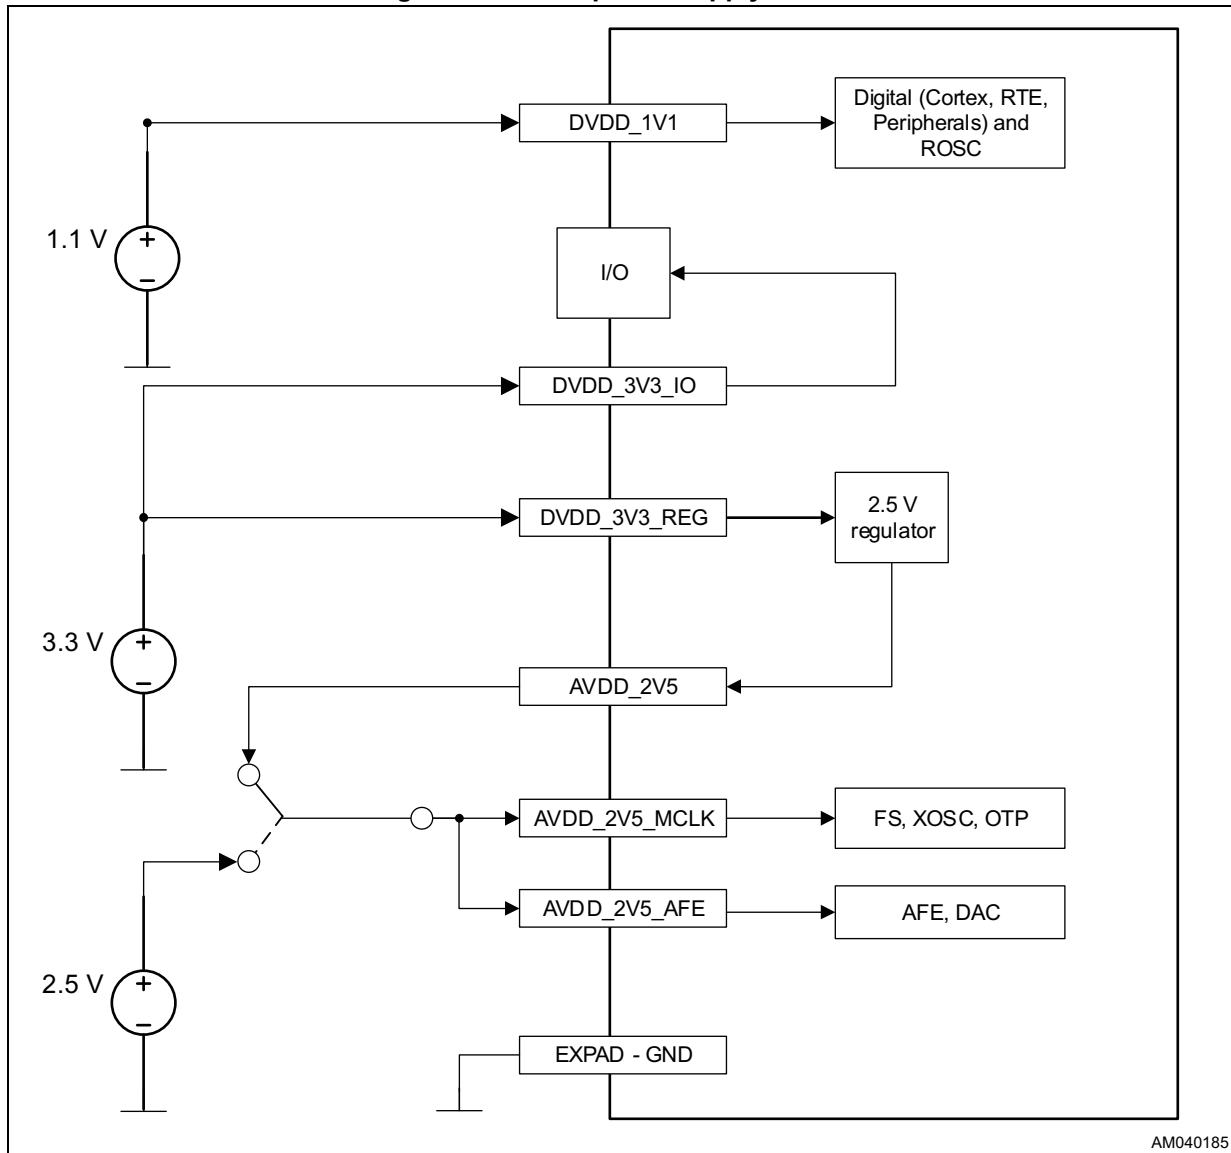 DVDD_1V1
Digital (Cortex, RTE,
Peripherals) and
ROSC
1.1 V
+
−
I/O
DVDD_3V3_IO
DVDD_3V3_REG
2.5 V
regulator
3.3 V
+
−
AVDD_2V5
AVDD_2V5_MCLK
FS, XOSC, OTP
AVDD_2V5_AFE
AFE, DAC
2.5 V
+
−
EXPAD - GND
AM040185